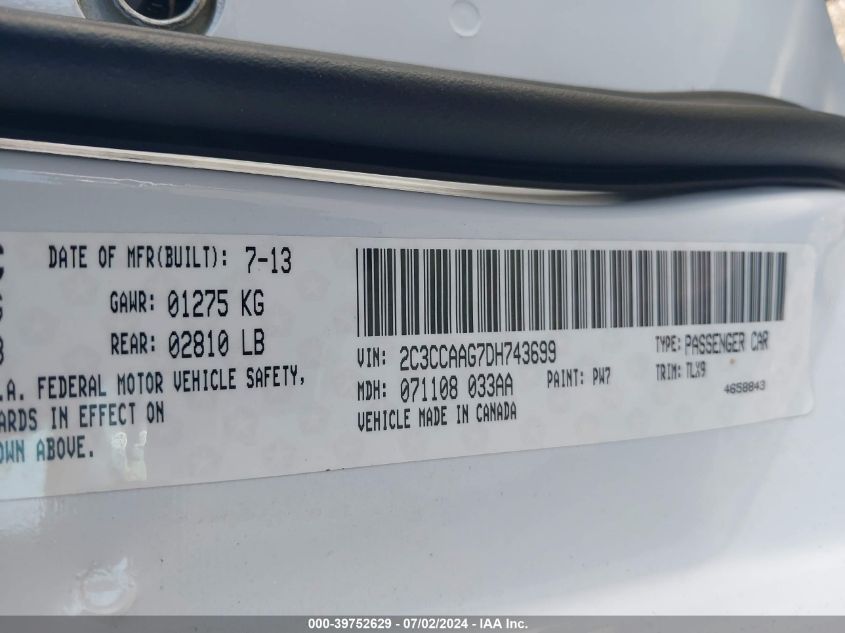 DATE OF MFR(BUILT): 7-13
GAWR: 01275 KG
REAR: 02810 LB
.A. FEDERAL MOTOR VEHICLE SAFETY,
ARDS IN EFFECT ON
OWN ABOVE.
VIN: 2C3CCAAG7DH743699
TYPE: PASSENGER CAR
MDH: 071108 033AA
PAINT: PW7
TRIM: TLX9
VEHICLE MADE IN CANADA
4658843
000-39752629 - 07/02/2024 - IAA Inc.